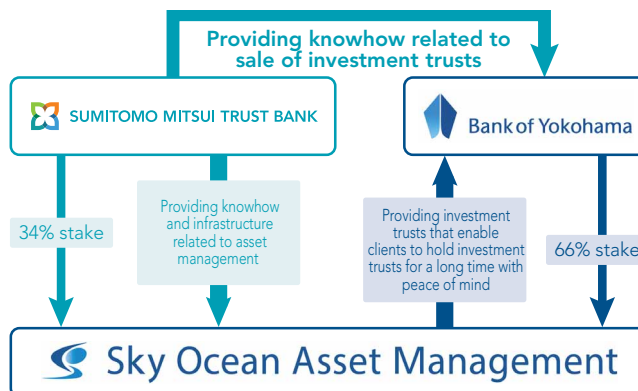 Providing knowhow related to
sale of investment trusts
SUMITOMO MITSUI TRUST BANK
Bank of Yokohama
34% stake
Providing knowhow
and infrastructure
related to asset
management
Providing investment
trusts that enable
clients to hold investment
trusts for a long time with
peace of mind
66% stake
Sky Ocean Asset Management